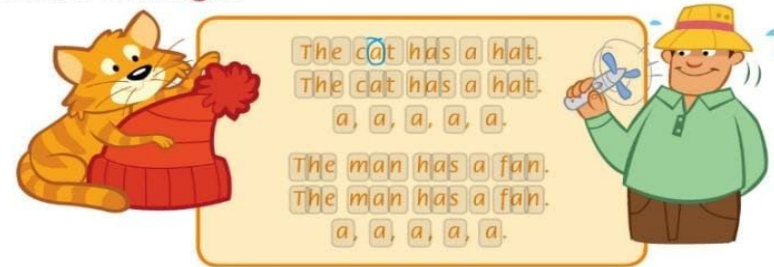 The cat has a hat.
The cat has a hat.
a, a, a, a, a.
The man has a fan.
The man has a fan.
a, a, a, a, a.